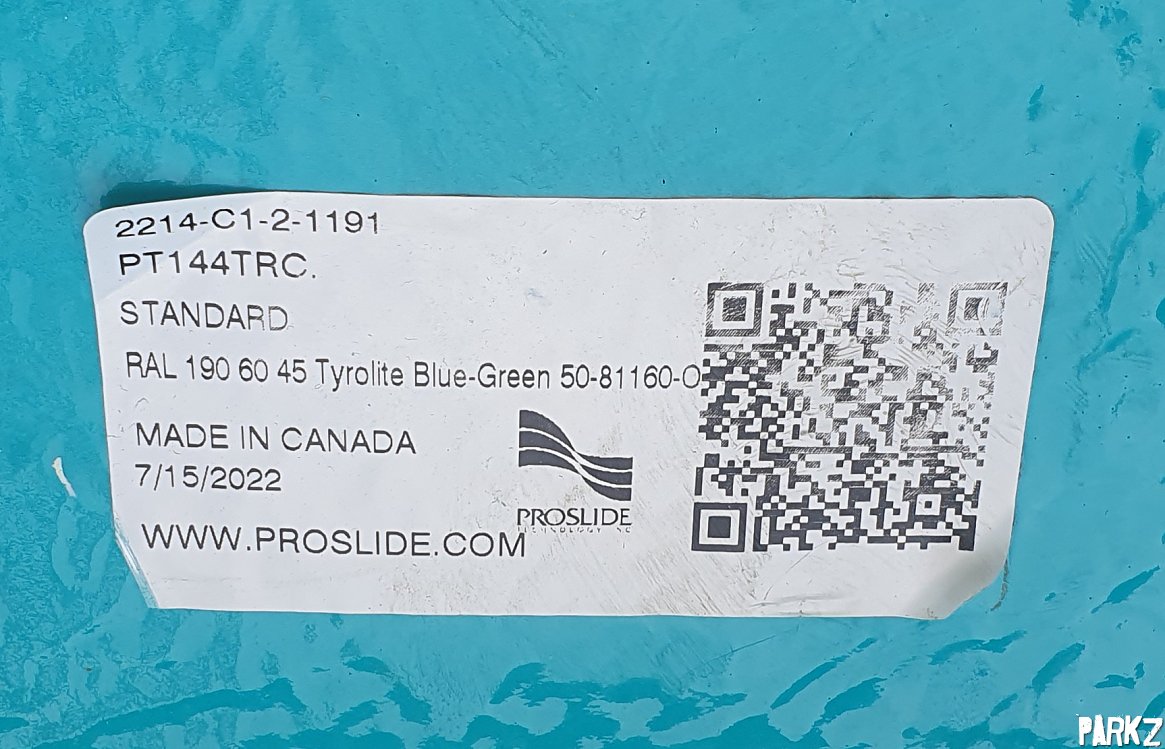 2214-C1-2-1191
PT144TRC.
STANDARD
RAL 190 60 45 Tyrolite Blue-Green 50-81160-O
MADE IN CANADA
7/15/2022
PROSLIDE
WWW.PROSLIDE.COM
PARKZ